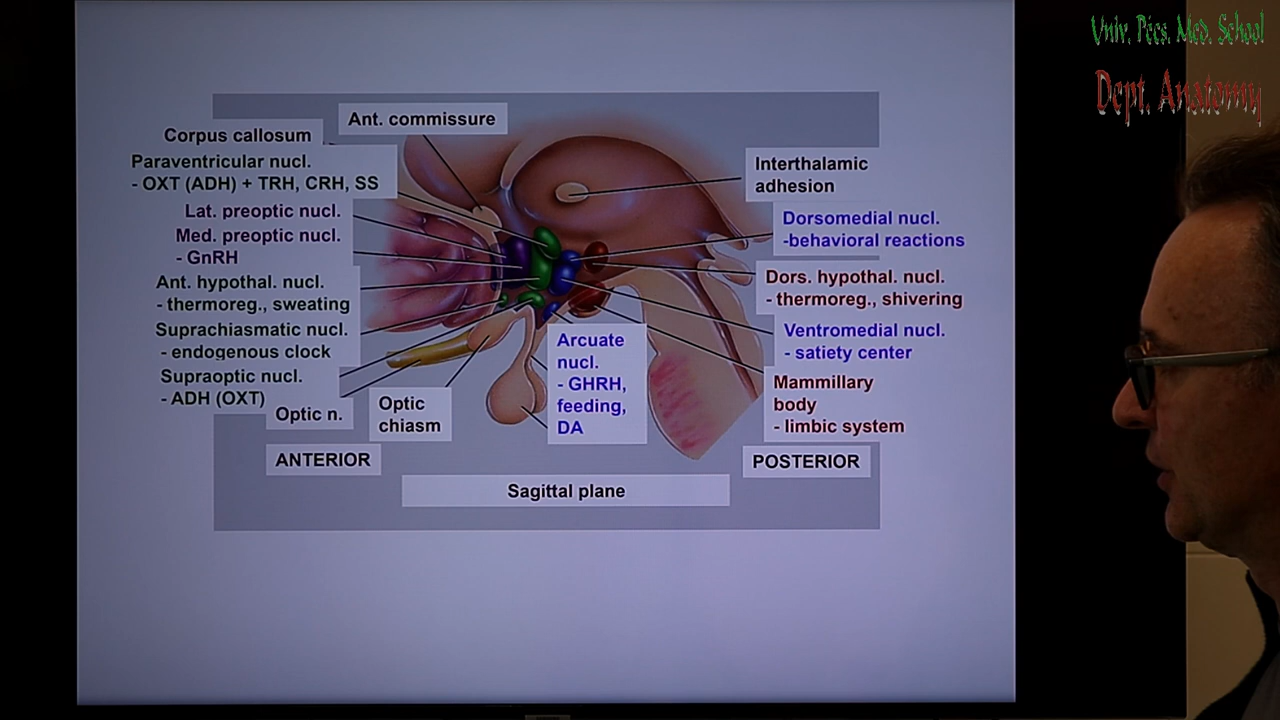 Univ. Pécs. Med. School
Dept. Anatomy
Ant. commissure
Corpus callosum
Paraventricular nucl.
- OXT (ADH) + TRH, CRH, SS
Lat. preoptic nucl.
Med. preoptic nucl.
- GnRH
Ant. hypothal. nucl.
- thermoreg., sweating
Suprachiasmatic nucl.
- endogenous clock
Supraoptic nucl.
- ADH (OXT)
Optic n.
Optic
chiasm
Arcuate
nucl.
- GHRH,
feeding,
DA
Interthalamic
adhesion
Dorsomedial nucl.
-behavioral reactions
Dors. hypothal. nucl.
- thermoreg., shivering
Ventromedial nucl.
- satiety center
Mammillary
body
- limbic system
ANTERIOR
POSTERIOR
Sagittal plane